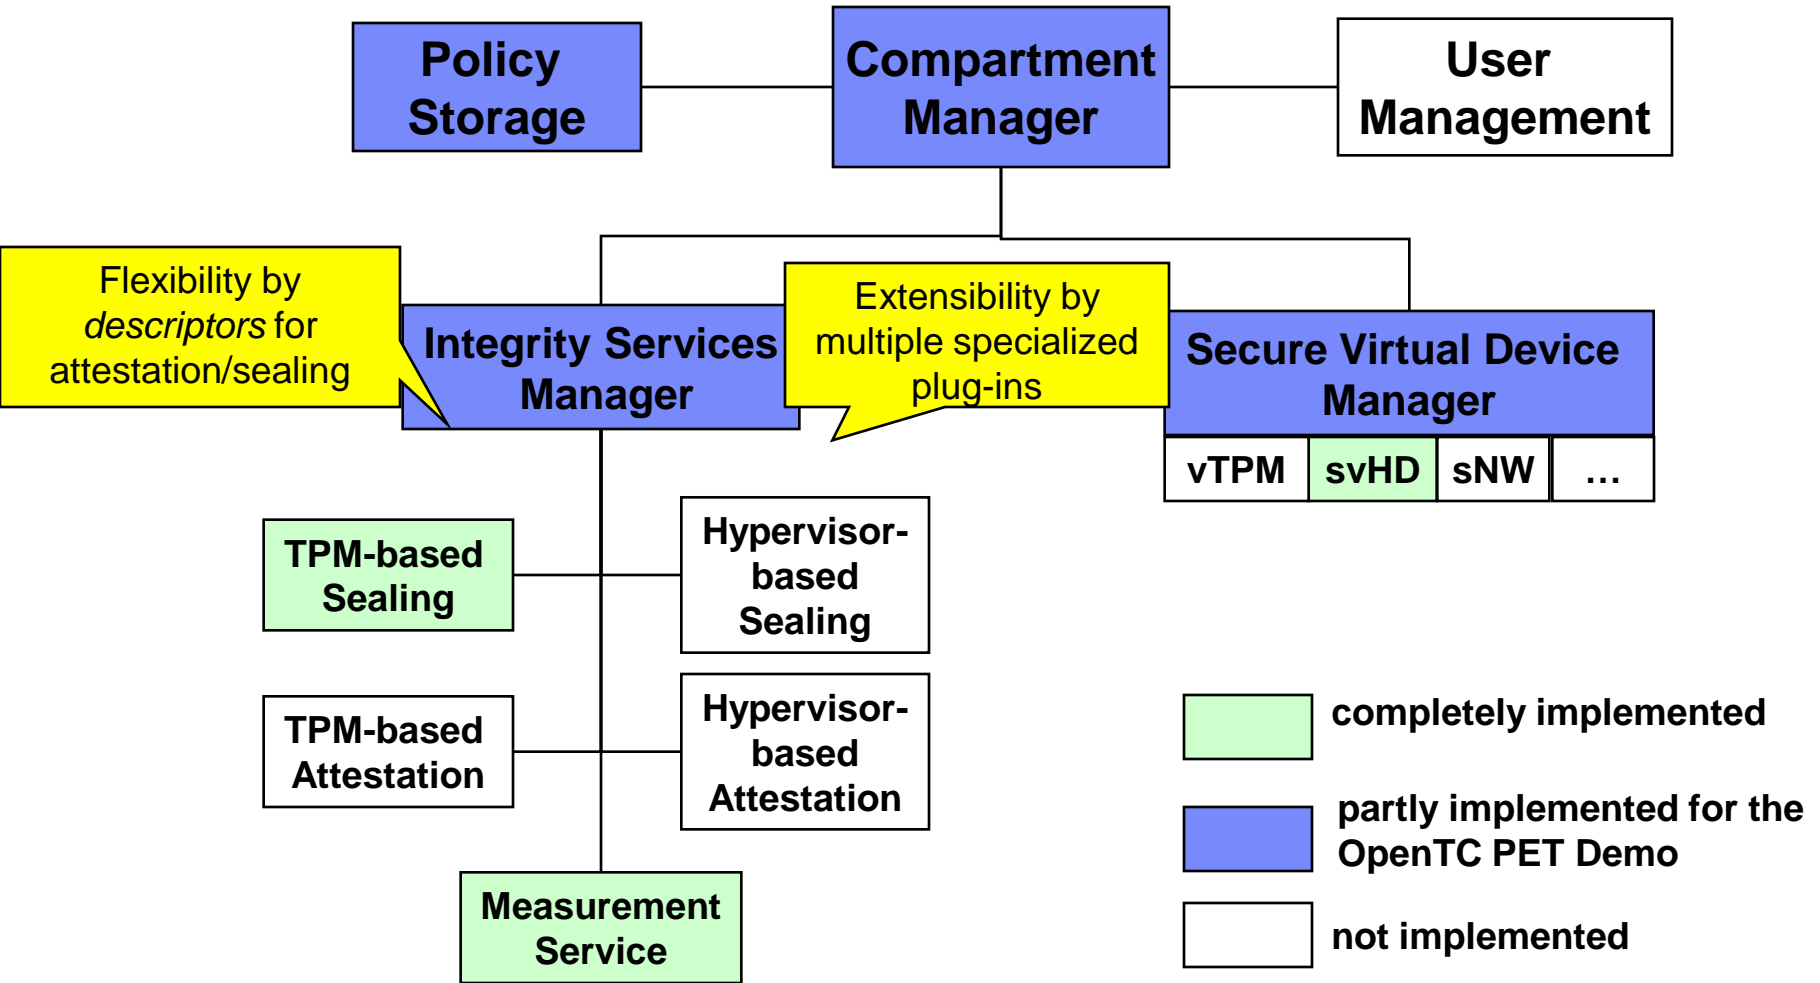 Policy
Storage
Compartment
Manager
User
Management
Flexibility by
descriptors for
attestation/sealing
Integrity Services
Manager
Extensibility by
multiple specialized
plug-ins
Secure Virtual Device
Manager
vTPM
svHD
sNW
…
TPM-based
Sealing
Hypervisor-
based
Sealing
TPM-based
Attestation
Hypervisor-
based
Attestation
Measurement
Service
completely implemented
partly implemented for the
OpenTC PET Demo
not implemented